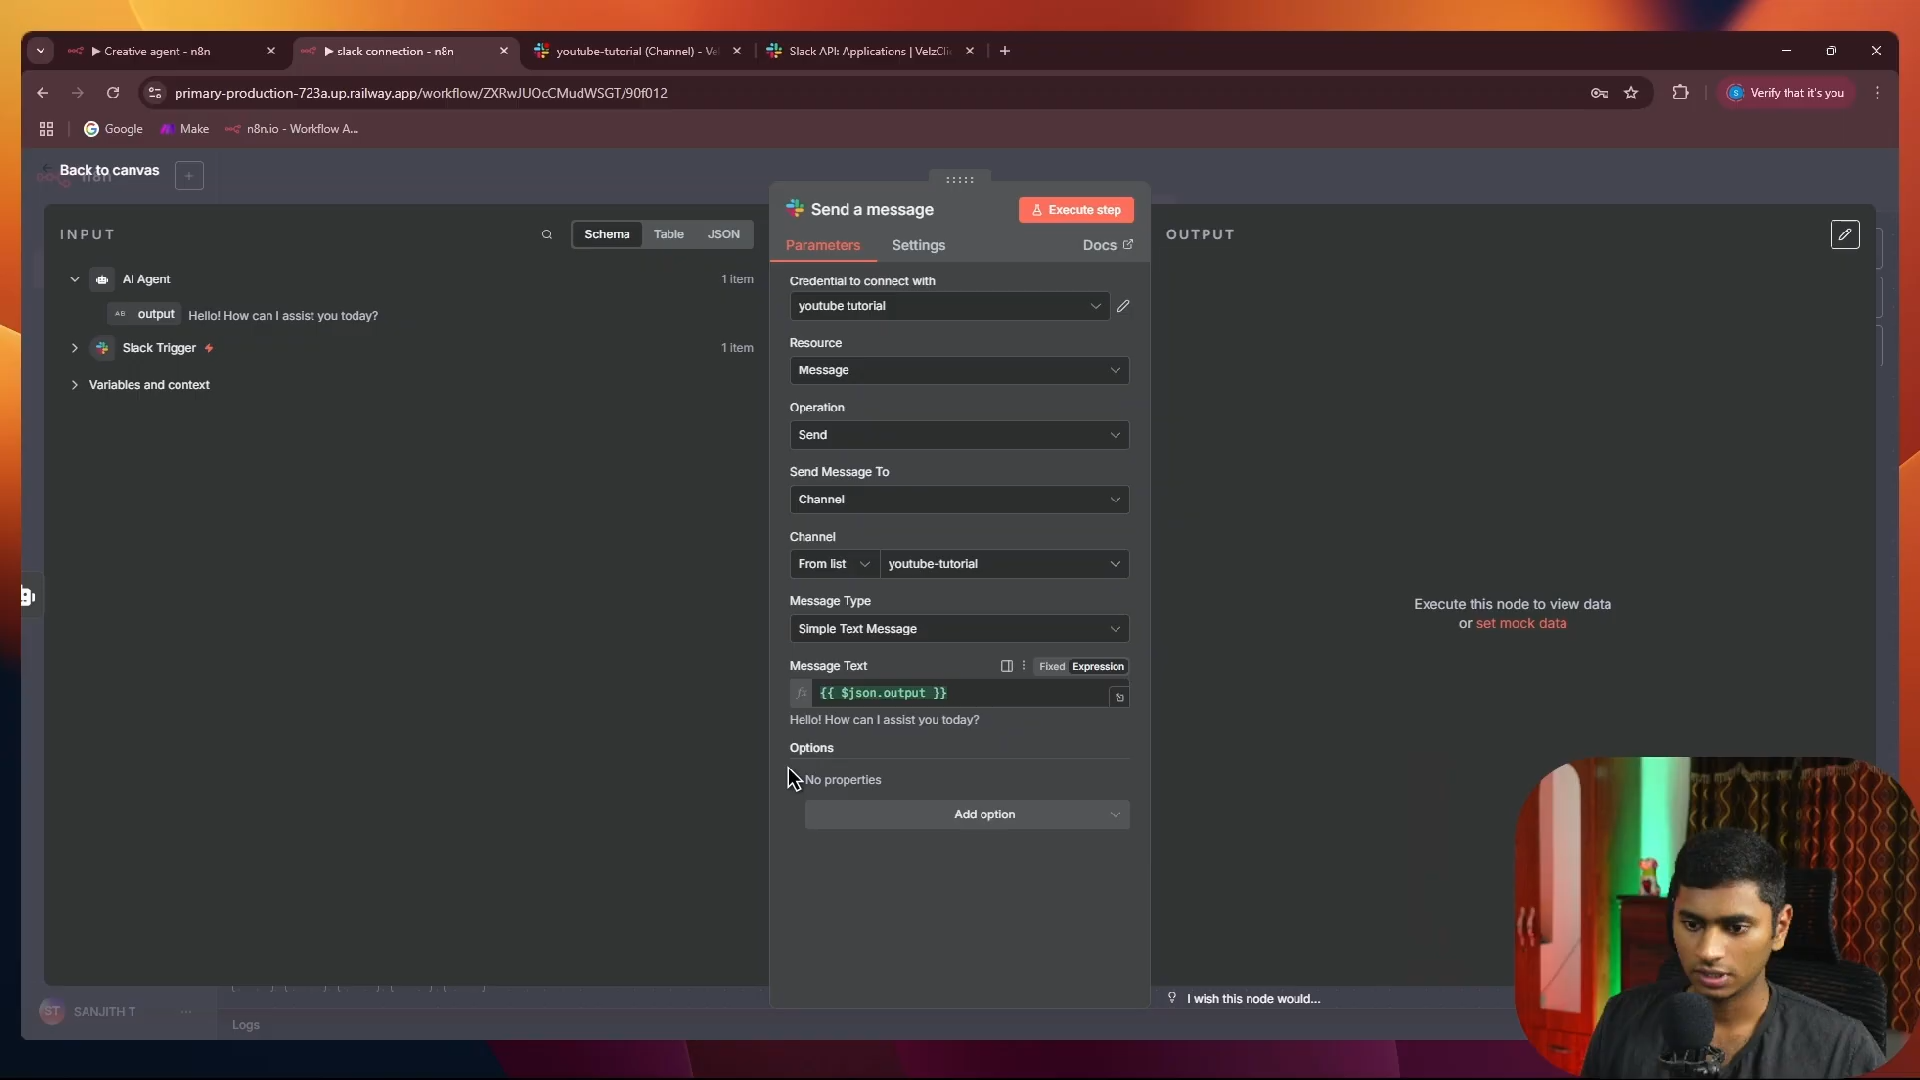 ▶ Creative agent - n8n
▶ slack connection - n8n
youtube-tutorial (Channel) - Ve
Slack API: Applications | VelzCli
primary-production-723a.up.railway.app/workflow/ZXRwJUOcCMudWSGT/90f012
Verify that it's you
Google
Make
n8n.io - Workflow A...
Back to canvas
n8n
Send a message
Execute step
INPUT
Schema
Table
JSON
OUTPUT
Parameters
Settings
Docs
AI Agent
1 item
Credential to connect with
output
Hello! How can I assist you today?
youtube tutorial
Slack Trigger
1 item
Resource
Message
Variables and context
Operation
Send
Send Message To
Channel
Channel
From list
youtube-tutorial
Message Type
Execute this node to view data
or set mock data
Simple Text Message
Message Text
Fixed
Expression
fx
{{ $json.output }}
Hello! How can I assist you today?
Options
No properties
Add option
I wish this node would...
ST
SANJITH T
Logs